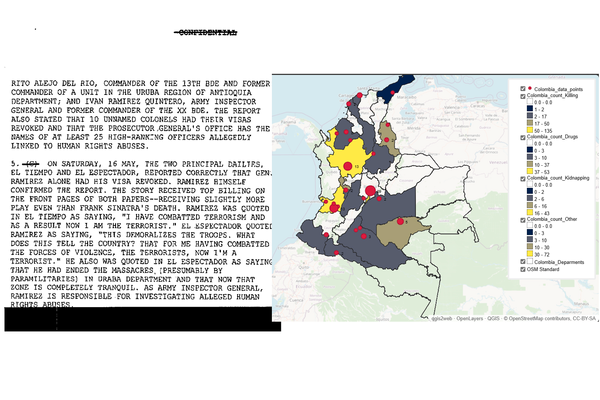 CONFIDENTIAL
RITO ALEJO DEL RIO, COMMANDER OF THE 13TH BDE AND FORMER
COMMANDER OF A UNIT IN THE URUBA REGION OF ANTIOQUIA
DEPARTMENT; AND IVAN RAMIREZ QUINTERO, ARMY INSPECTOR
GENERAL AND FORMER COMMANDER OF THE XX BDE. THE FORMER
ALSO STATED THAT 10 UNNAMED COLONELS HAD THEIR VISAS
REVOKED AND THAT THE PROSECUTOR GENERAL'S OFFICE HAS THE
NAMES OF AT LEAST 25 HIGH-RANKING OFFICERS ALLEGEDLY
LINKED TO HUMAN RIGHTS ABUSES.
5. (C) ON SATURDAY, 16 MAY, THE TWO PRINCIPAL DAILIES,
EL TIEMPO AND EL ESPECTADOR, REPORTED CORRECTLY THAT GEN.
RAMIREZ ALONE HAD HIS VISA REVOKED. RAMIREZ HIMSELF
CONFIRMED THE REPORT. THE STORY RECEIVED TOP BILLING ON
THE FRONT PAGES OF BOTH PAPERS--RECEIVING SLIGHTLY MORE
PLAY EVEN THAN FRANK SINATRA'S DEATH. RAMIREZ WAS QUOTED
IN EL TIEMPO AS SAYING, "I HAVE COMBATTED TERRORISM AND
AS A RESULT NOW I AM THE TERRORIST." EL ESPECTADOR QUOTED
RAMIREZ AS SAYING, "THIS DEMORALIZES THE TROOPS. WHAT
DOES THIS TELL THE COUNTRY? THAT FOR ME HAVING COMBATTED
THE FORCES OF VIOLENCE, THE TERRORISTS, NOW I'M A
TERRORIST." HE ALSO WAS QUOTED IN EL ESPECTADOR AS SAYING
THAT HE HAD ENDED THE MASSACRES (PRESUMABLY BY
PARAMILITARIES) IN URABA DEPARTMENT AND THAT NOW THAT
ZONE IS COMPLETELY TRANQUIL. AS ARMY INSPECTOR GENERAL,
RAMIREZ IS RESPONSIBLE FOR INVESTIGATING ALLEGED HUMAN
RIGHTS ABUSES.
Colombia_data_points
Colombia_count_Killing
0.0 - 0.0
1 - 2
2 - 17
17 - 50
50 - 135
Colombia_count_Drugs
0.0 - 0.0
0 - 3
3 - 10
10 - 37
37 - 53
Colombia_count_Kidnapping
0.0 - 0.0
0 - 2
2 - 6
6 - 16
16 - 43
Colombia_count_Other
0.0 - 0.0
0 - 3
3 - 10
10 - 30
30 - 72
Colombia_Deparments
OSM Standard
qgis2web · OpenLayers · QGIS · © OpenStreetMap contributors, CC-BY-SA